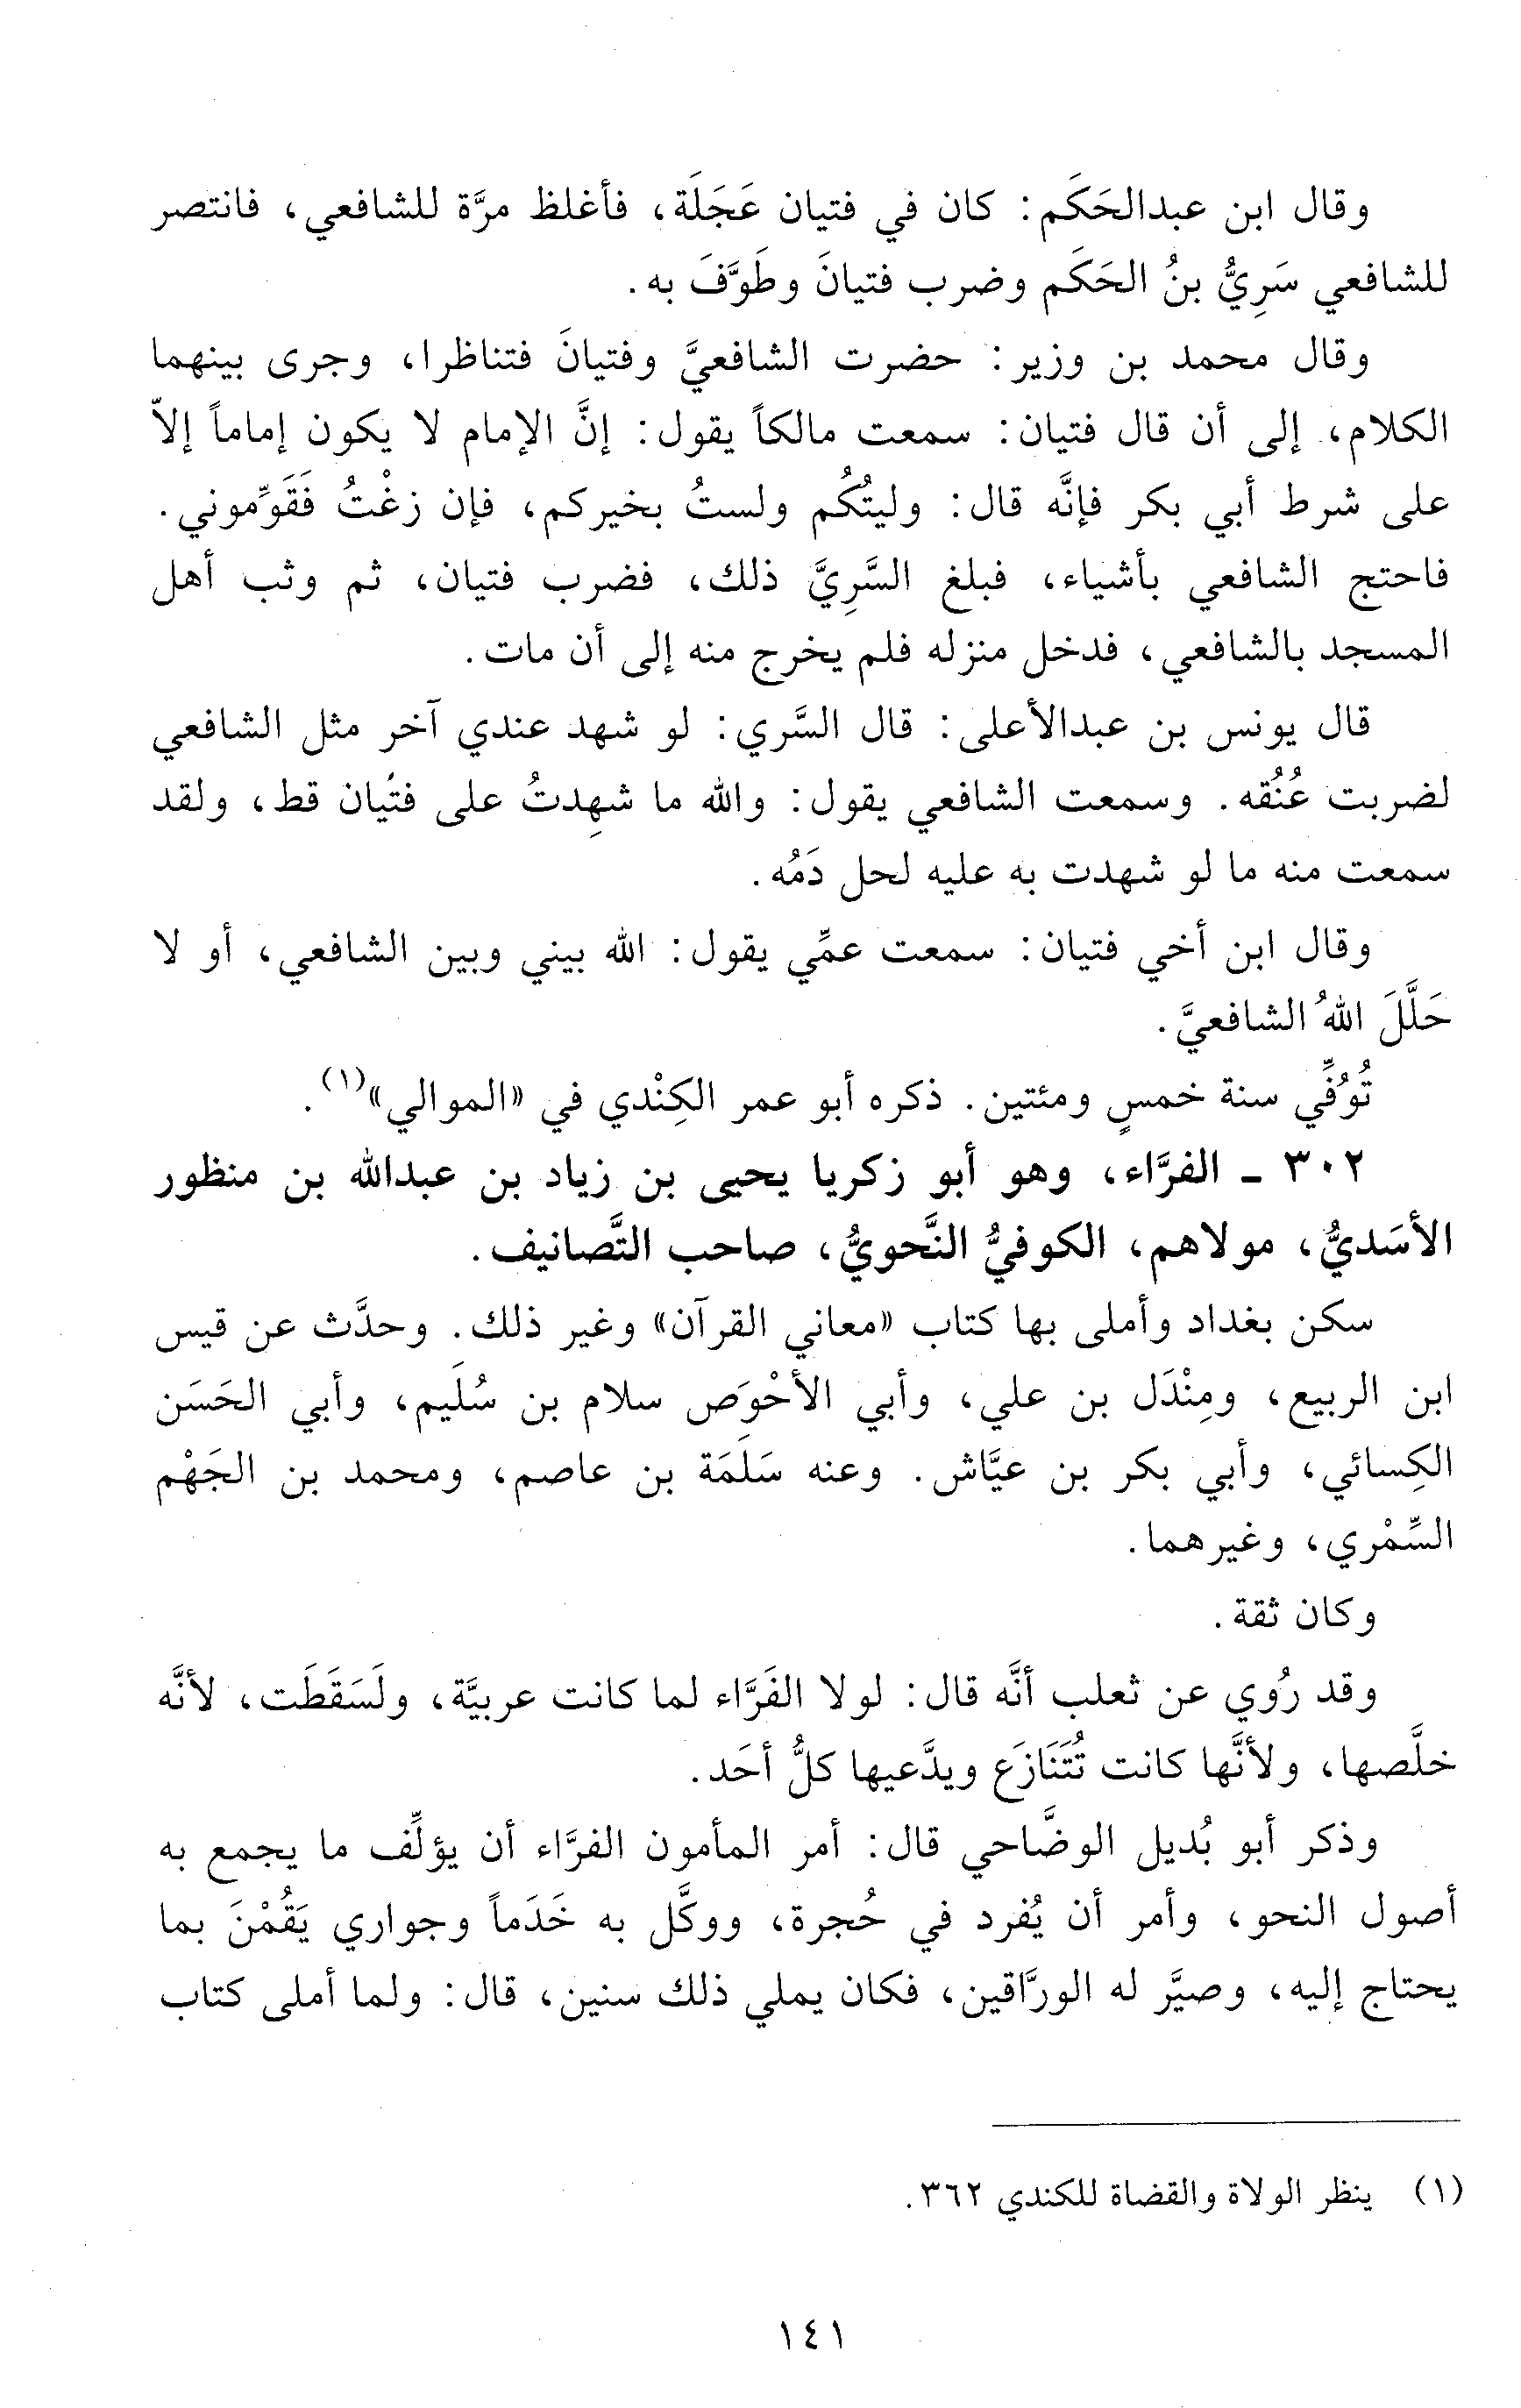 وقال ابن عبدالحَكَم: كان في فتيان عَجَلَة، فأغلظ مرَّة للشافعي، فانتصر
للشافعي سَرِيُّ بنُ الحَكَم وضرب فتيانَ وطَوَّفَ به.
وقال محمد بن وزير: حضرت الشافعيَّ وفتيانَ فتناظرا، وجرى بينهما
الكلام، إلى أن قال فتيان: سمعت مالكاً يقول: إنَّ الإمام لا يكون إماماً إلاّ
على شرط أبي بكر فإنَّه قال: وليتُكُم ولستُ بخيركم، فإن زغْتُ فَقَوِّموني.
فاحتج الشافعي بأشياء، فبلغ السَّرِيَّ ذلك، فضرب فتيان، ثم وثب أهل
المسجد بالشافعي، فدخل منزله فلم يخرج منه إلى أن مات.
قال يونس بن عبدالأعلى: قال السَّري: لو شهد عندي آخر مثل الشافعي
لضربت عُنُقه. وسمعت الشافعي يقول: والله ما شهِدتُ على فتُيان قط، ولقد
سمعت منه ما لو شهدت به عليه لحل دَمُه.
وقال ابن أخي فتيان: سمعت عمِّي يقول: الله بيني وبين الشافعي، أو لا
حَلَّلَ اللهُ الشافعيَّ.
تُوُفِّي سنة خمسٍ ومئتين. ذكره أبو عمر الكِنْدي في «الموالي»(١).
٣٠٢ ـ الفرَّاء، وهو أبو زكريا يحيى بن زياد بن عبدالله بن منظور
الأسَديُّ، مولاهم، الكوفيُّ النَّحويُّ، صاحب التَّصانيف.
سكن بغداد وأملى بها كتاب «معاني القرآن» وغير ذلك. وحدَّث عن قيس
ابن الربيع، ومِنْدَل بن علي، وأبي الأحْوَص سلام بن سُلَيم، وأبي الحَسَن
الكِسائي، وأبي بكر بن عيَّاش. وعنه سَلَمَة بن عاصم، ومحمد بن الجَهْم
السِّمْري، وغيرهما.
وكان ثقة.
وقد رُوي عن ثعلب أنَّه قال: لولا الفَرَّاء لما كانت عربيَّة، ولَسَقَطَت، لأنَّه
خلَّصها، ولأنَّها كانت تُتَنَازَع ويدَّعيها كلُّ أحَد.
وذكر أبو بُديل الوضَّاحي قال: أمر المأمون الفرَّاء أن يؤلِّف ما يجمع به
أصول النحو، وأمر أن يُفرد في حُجرة، ووكَّل به خَدَماً وجواري يَقُمْنَ بما
يحتاج إليه، وصيَّر له الورَّاقين، فكان يملي ذلك سنين، قال: ولما أملى كتاب
(١) ينظر الولاة والقضاة للكندي ٣٦٢.
١٤١